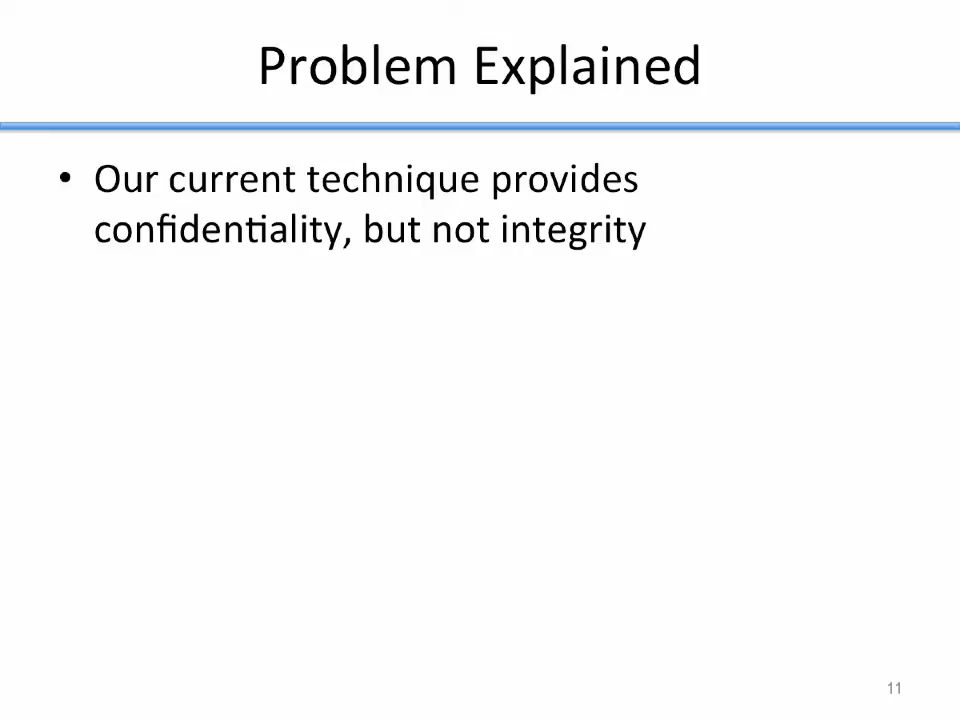 Problem Explained
• Our current technique provides
confidentiality, but not integrity
11